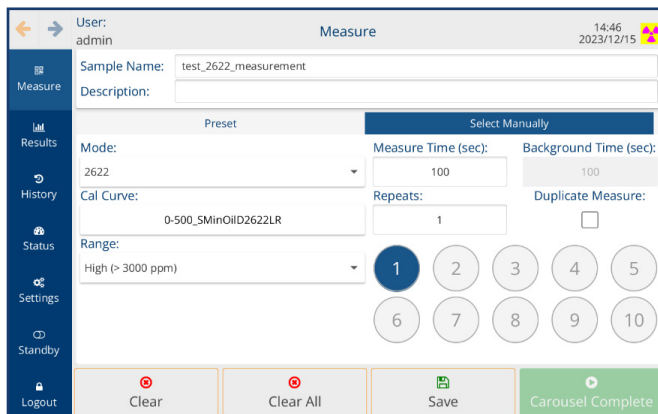 User:
admin
Measure
14:46
2023/12/15
Measure
Results
History
Status
Settings
Standby
Logout
Sample Name: test_2622_measurement
Description:
Preset Select Manually
Mode:
2622
Cal Curve:
0-500_SMinOilD2622LR
Range:
High (> 3000 ppm)
Measure Time (sec): Background Time (sec):
100 100
Repeats: Duplicate Measure:
1
1 2 3 4 5
6 7 8 9 10
Clear Clear All Save Carousel Complete